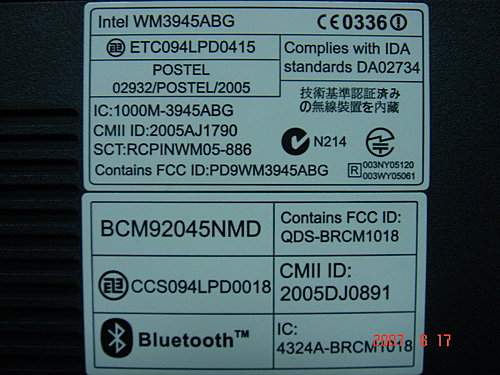 Intel WM3945ABG
CE0336
ETC094LPD0415
Complies with IDA
standards DA02734
POSTEL
02932/POSTEL/2005
技術基準認証済み
の無線装置を内蔵
IC:1000M-3945ABG
CMII ID:2005AJ1790
SCT:RCPINWM05-886
N214
Contains FCC ID:PD9WM3945ABG
R 003NY05120
003WY05061
BCM92045NMD
Contains FCC ID:
QDS-BRCM1018
CCS094LPD0018
CMII ID:
2005DJ0891
Bluetooth™
IC:
4324A-BRCM1018
2007 8 17